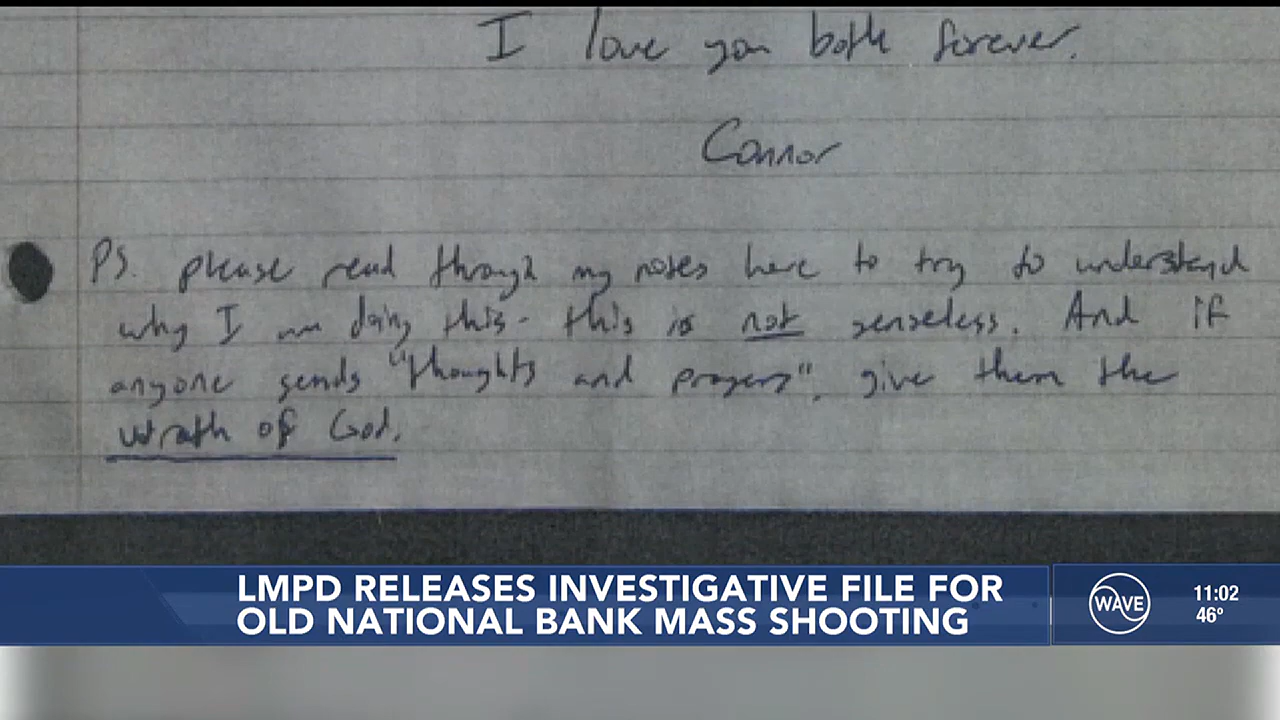 I love you both forever.
Connor
PS. please read through my notes here to try to understand
why I am doing this- this is not senseless. And if
anyone sends "thoughts and prayers", give them the
wrath of God.
LMPD RELEASES INVESTIGATIVE FILE FOR
OLD NATIONAL BANK MASS SHOOTING
WAVE
11:02
46°